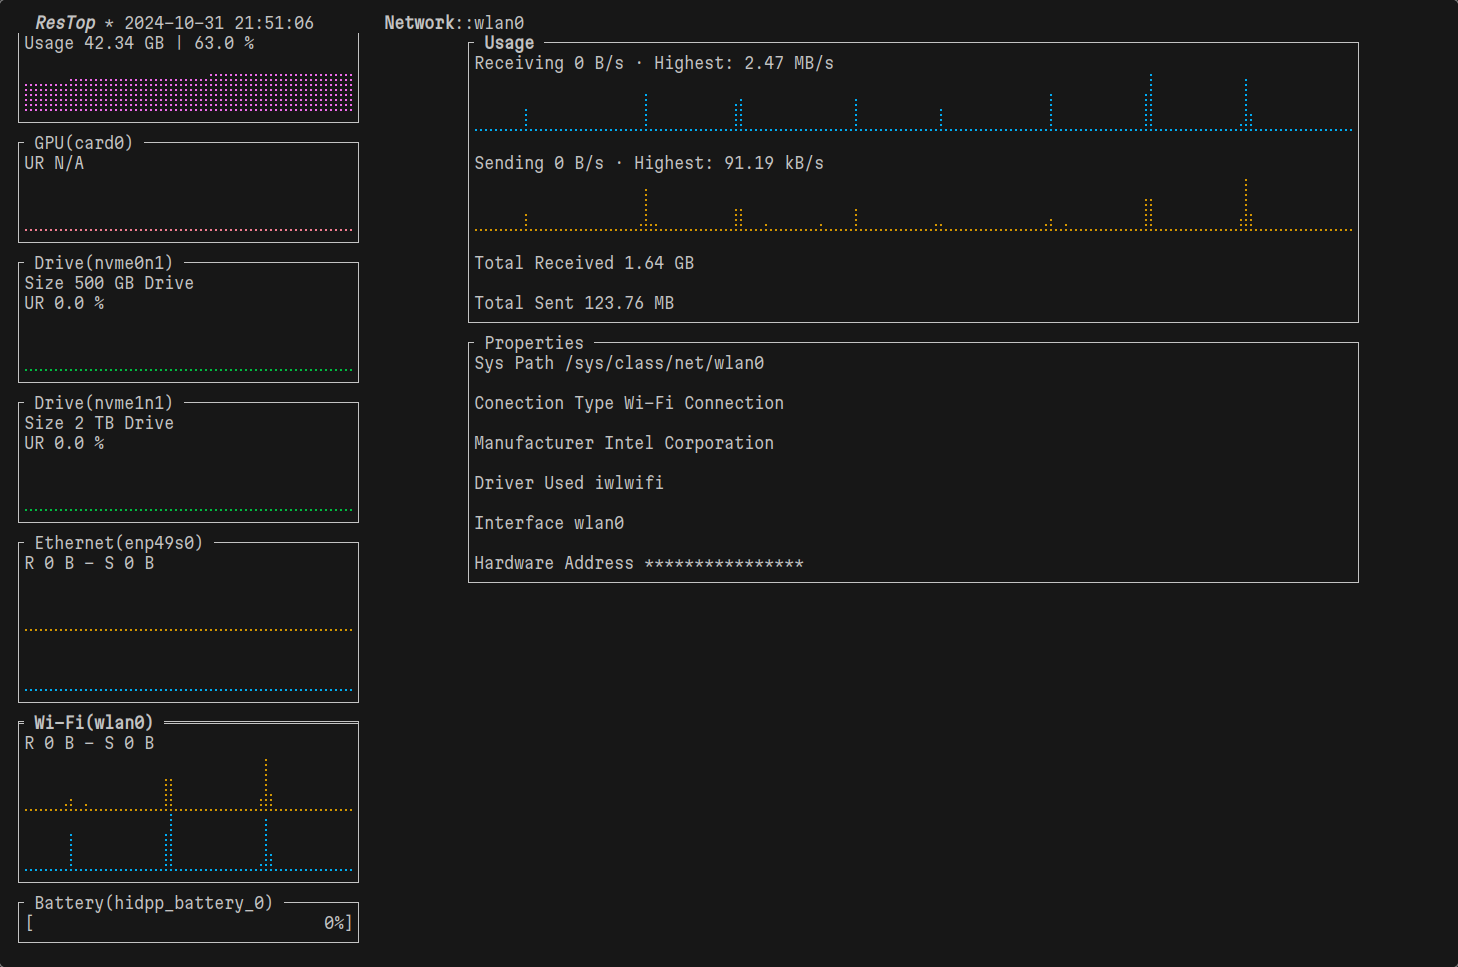 ResTop * 2024-10-31 21:51:06
Usage 42.34 GB | 63.0 %
GPU(card0)
UR N/A
Drive(nvme0n1)
Size 500 GB Drive
UR 0.0 %
Drive(nvme1n1)
Size 2 TB Drive
UR 0.0 %
Ethernet(enp49s0)
R 0 B - S 0 B
Wi-Fi(wlan0)
R 0 B - S 0 B
Battery(hidpp_battery_0)
[ 0%]
Network::wlan0
Usage
Receiving 0 B/s · Highest: 2.47 MB/s
Sending 0 B/s · Highest: 91.19 kB/s
Total Received 1.64 GB
Total Sent 123.76 MB
Properties
Sys Path /sys/class/net/wlan0
Conection Type Wi-Fi Connection
Manufacturer Intel Corporation
Driver Used iwlwifi
Interface wlan0
Hardware Address ****************